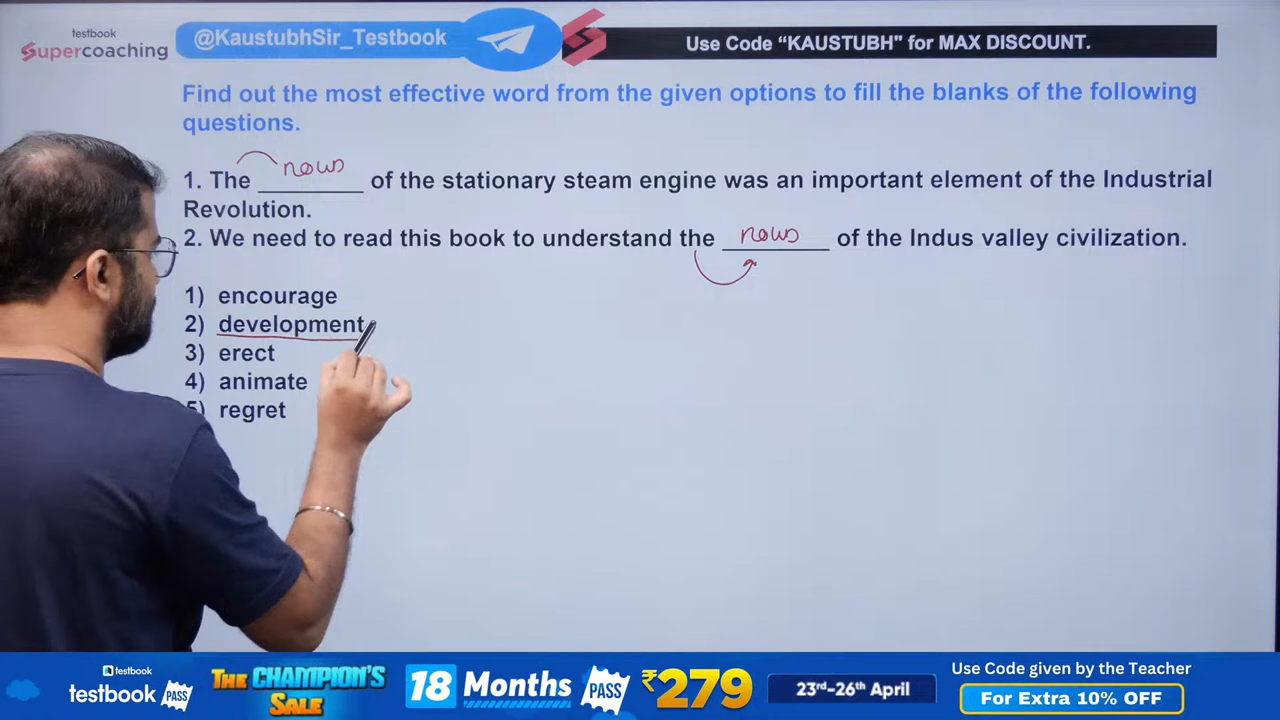 testbook
Supercoaching
@KaustubhSir_Testbook
Use Code “KAUSTUBH" for MAX DISCOUNT.
Find out the most effective word from the given options to fill the blanks of the following
questions.
noun
1. The ________ of the stationary steam engine was an important element of the Industrial
Revolution.
noun
2. We need to read this book to understand the ________ of the Indus valley civilization.
1) encourage
2) development
3) erect
4) animate
5) regret
testbook
testbook PASS
THE CHAMPION'S
SALE
18 Months PASS ₹279
23rd-26th April
Use Code given by the Teacher
For Extra 10% OFF